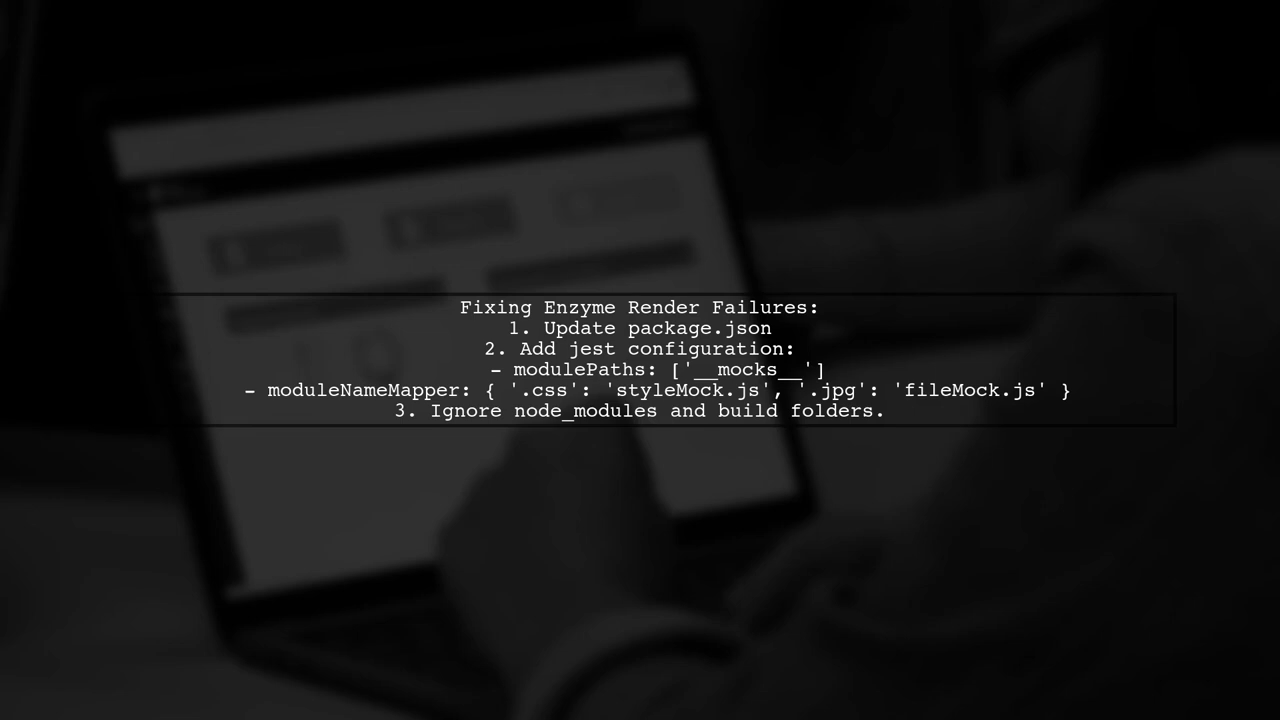 Fixing Enzyme Render Failures:
1. Update package.json
2. Add jest configuration:
- modulePaths: ['__mocks__']
- moduleNameMapper: { '.css': 'styleMock.js', '.jpg': 'fileMock.js' }
3. Ignore node_modules and build folders.